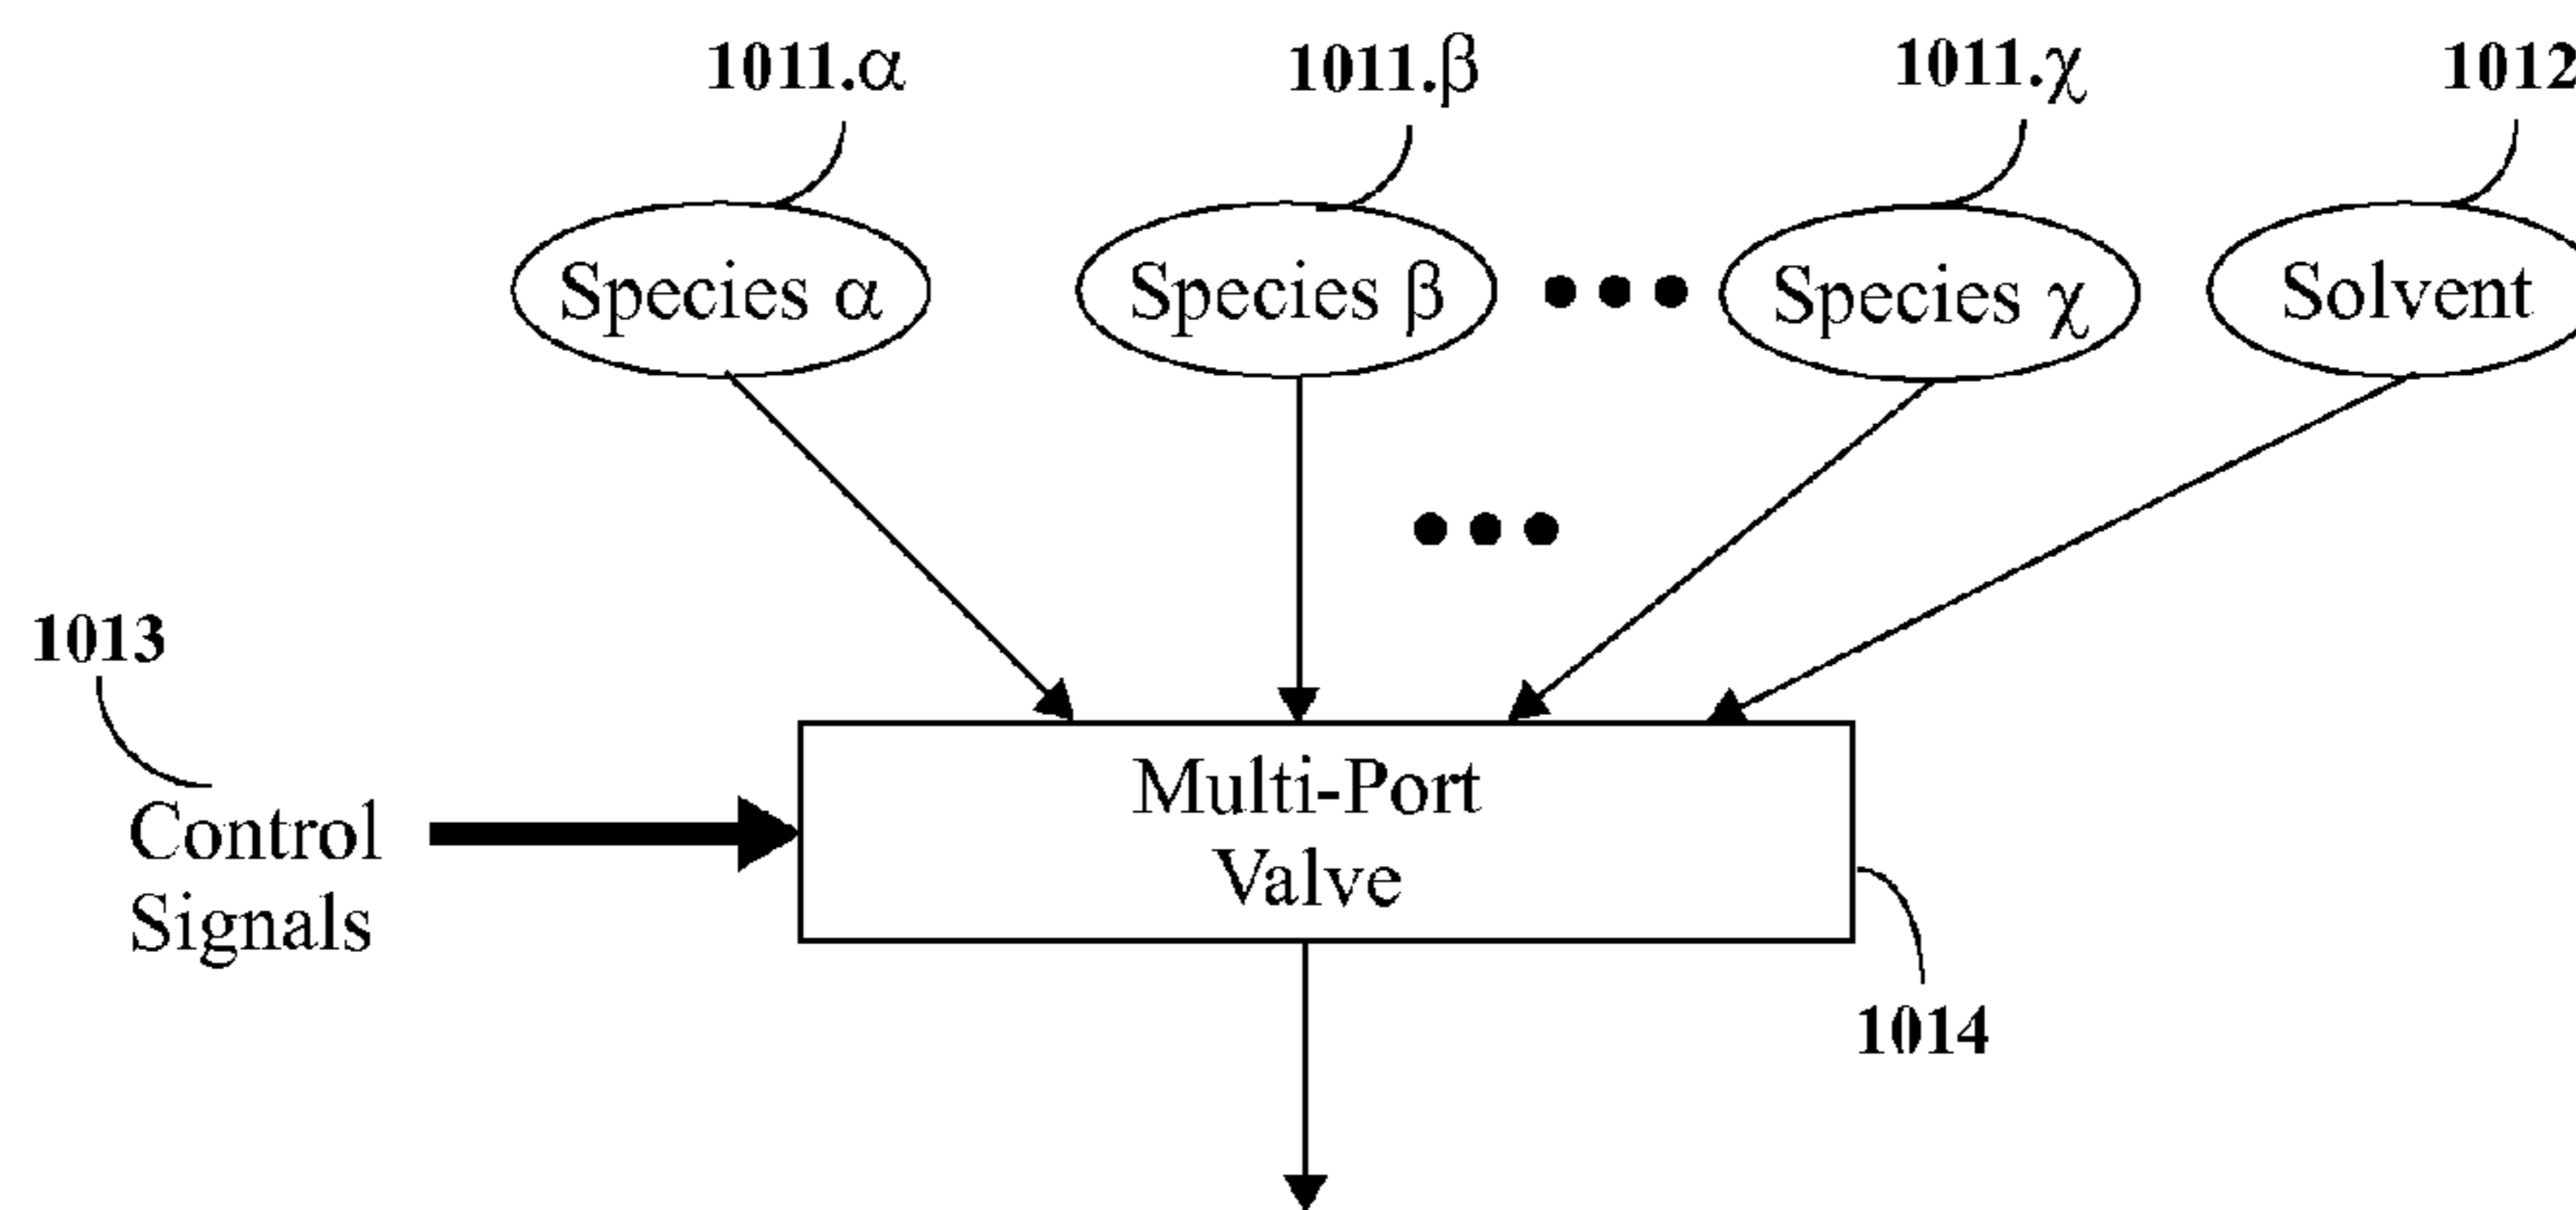 1011.α 1011.β 1011.χ 1012
Species α Species β Species χ Solvent
1013
Control
Signals
Multi-Port
Valve
1014